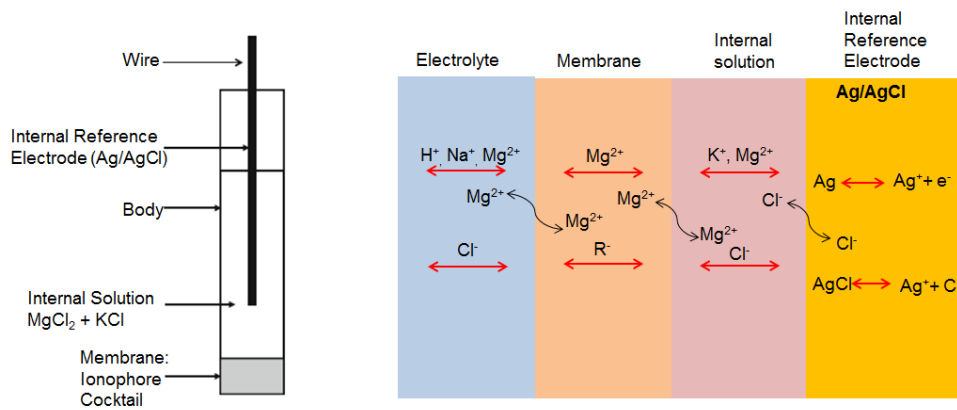 Wire
Internal Reference
Electrode (Ag/AgCl)
Body
Internal Solution
MgCl₂ + KCl
Membrane:
Ionophore
Cocktail
Electrolyte
Membrane
Internal
solution
Internal
Reference
Electrode
Ag/AgCl
H⁺, Na⁺, Mg²⁺
Mg²⁺
K⁺, Mg²⁺
Ag
Ag⁺+ e⁻
Mg²⁺
Mg²⁺
Mg²⁺
Mg²⁺
Cl⁻
Cl⁻
Cl⁻
R⁻
Cl⁻
AgCl
Ag⁺+ C